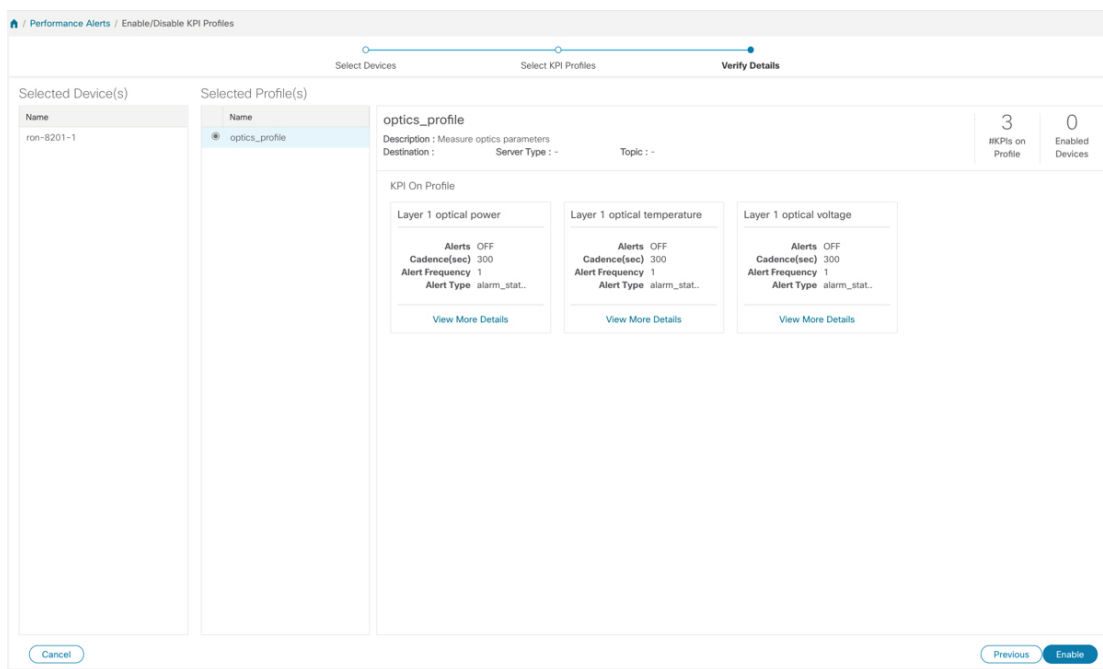 / Performance Alerts / Enable/Disable KPI Profiles
Select Devices
Select KPI Profiles
Verify Details
Selected Device(s)
Name
ron-8201-1
Selected Profile(s)
Name
optics_profile
optics_profile
Description : Measure optics parameters
Destination : Server Type : - Topic : -
3
#KPIs on
Profile
0
Enabled
Devices
KPI On Profile
Layer 1 optical power
Alerts OFF
Cadence(sec) 300
Alert Frequency 1
Alert Type alarm_stat..
View More Details
Layer 1 optical temperature
Alerts OFF
Cadence(sec) 300
Alert Frequency 1
Alert Type alarm_stat..
View More Details
Layer 1 optical voltage
Alerts OFF
Cadence(sec) 300
Alert Frequency 1
Alert Type alarm_stat..
View More Details
Cancel
Previous
Enable